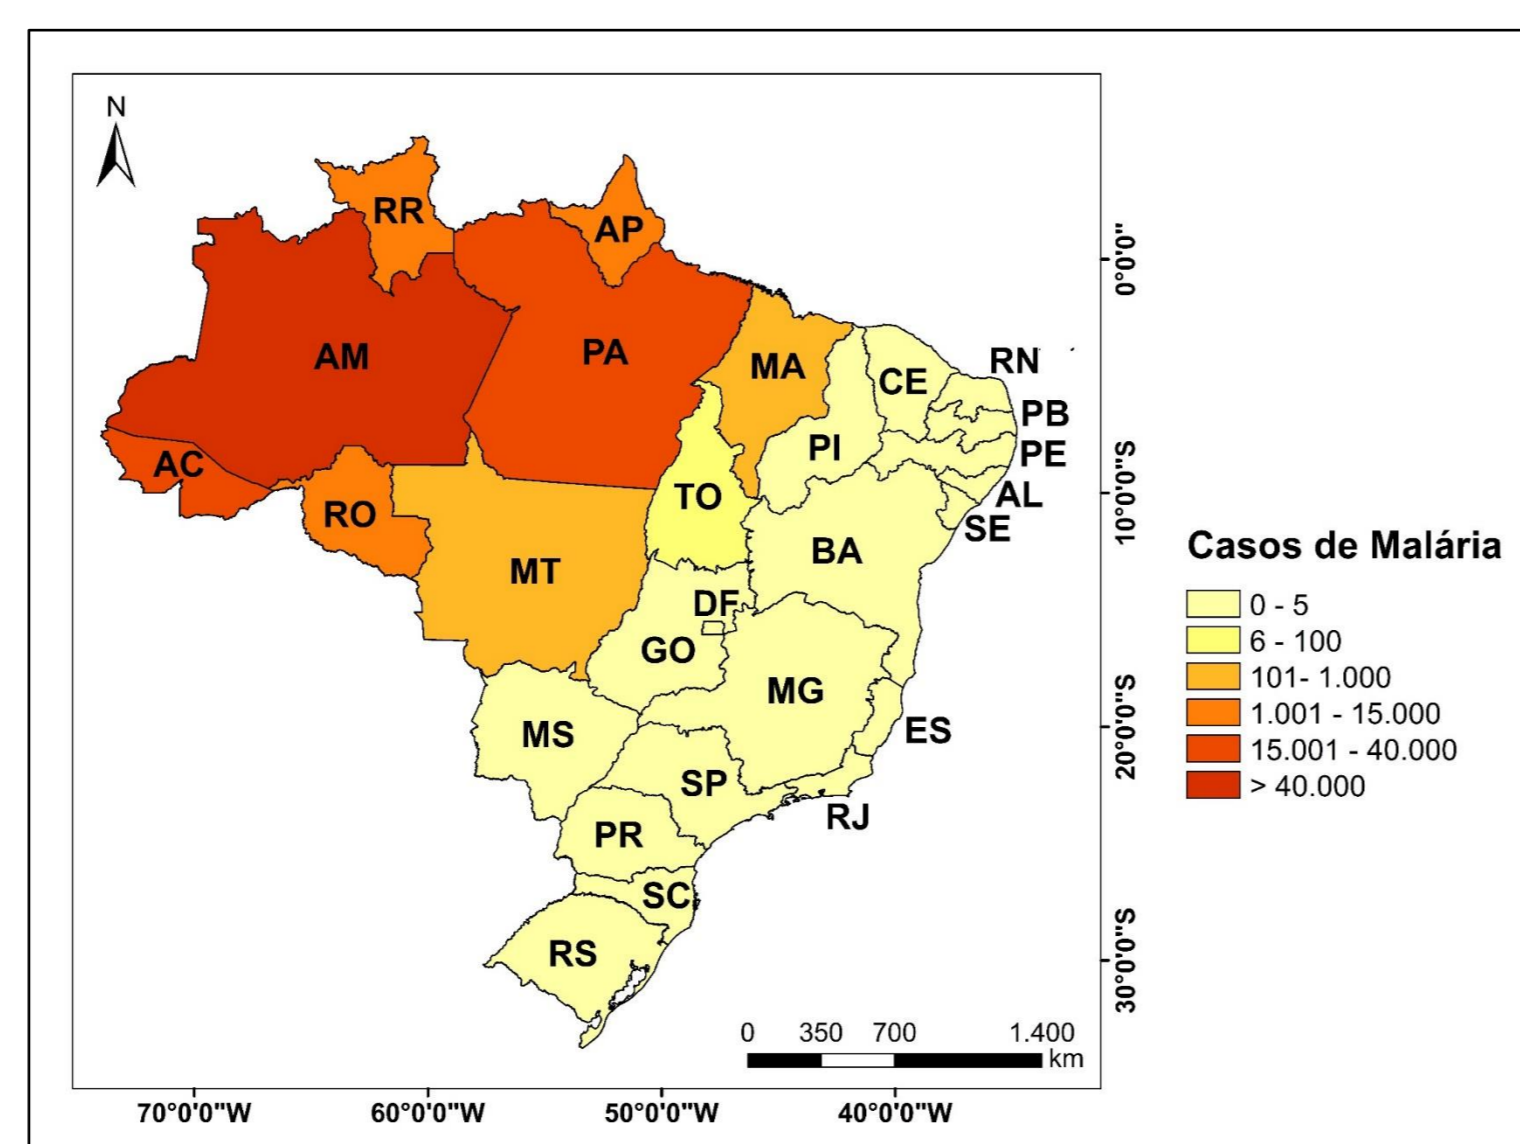 N
RR
AP
AM
PA
MA
CE
RN
PB
PI
PE
AC
TO
AL
RO
SE
BA
MT
DF
GO
MG
MS
ES
SP
RJ
PR
SC
RS
0°0'0"
10°0'0"S
20°0'0"S
30°0'0"S
Casos de Malária
0 - 5
6 - 100
101- 1.000
1.001 - 15.000
15.001 - 40.000
> 40.000
0 350 700 1.400
km
70°0'0"W 60°0'0"W 50°0'0"W 40°0'0"W